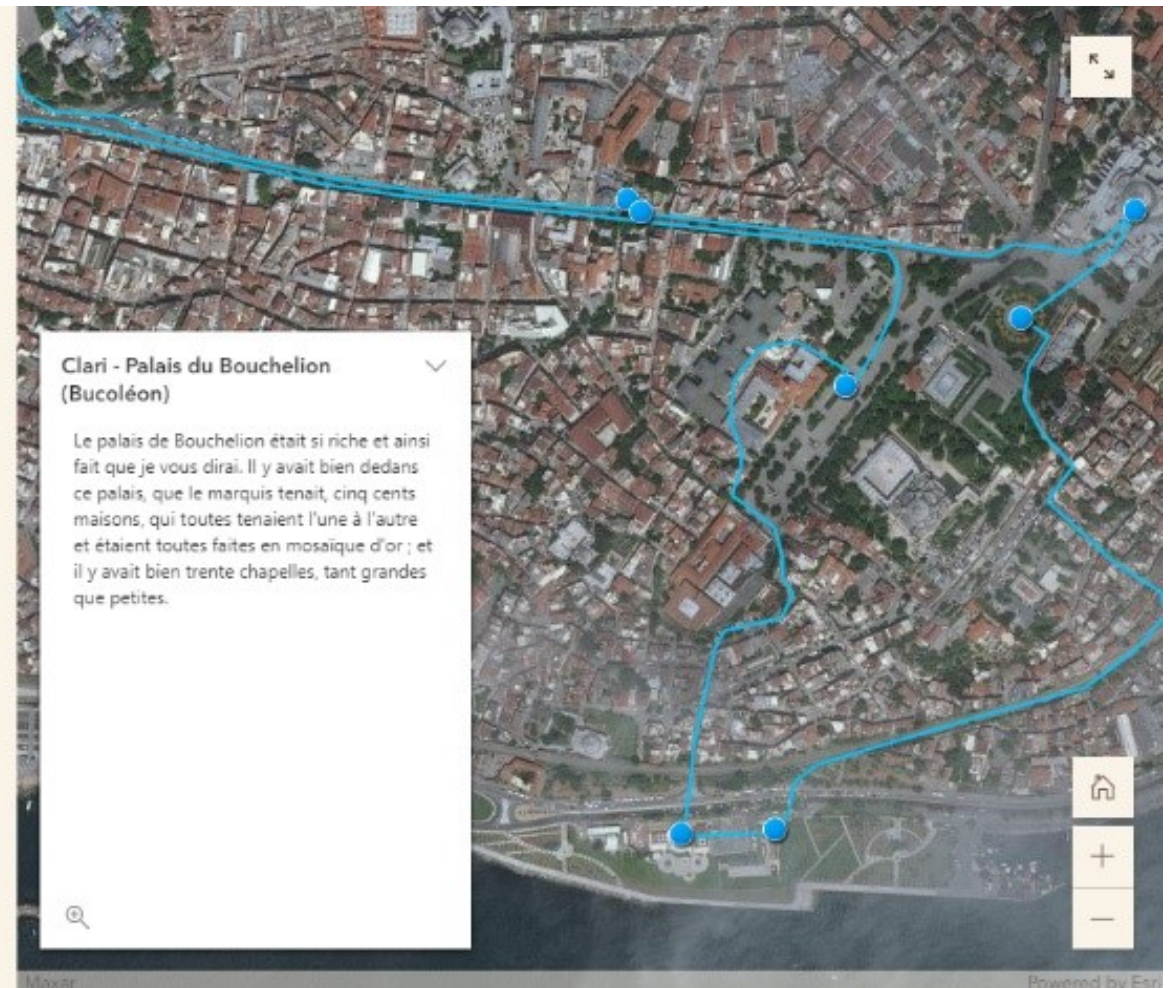 Clari - Palais du Bouchelion
(Bucoléon)
Le palais de Bouchelion était si riche et ainsi
fait que je vous dirai. Il y avait bien dedans
ce palais, que le marquis tenait, cinq cents
maisons, qui toutes tenaient l'une à l'autre
et étaient toutes faites en mosaïque d'or ; et
il y avait bien trente chapelles, tant grandes
que petites.
Maxar
Powered by Esri